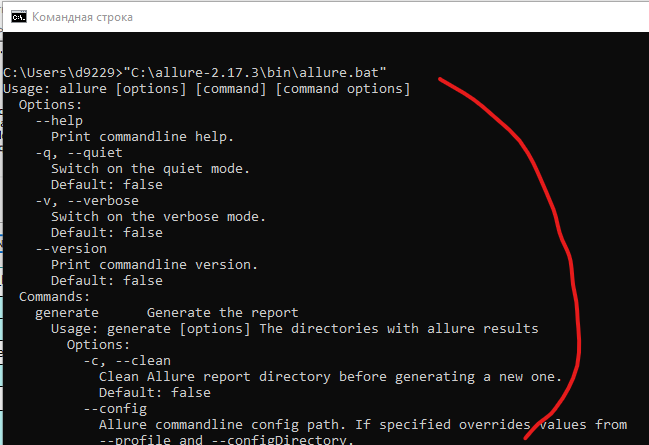 Командная строка
C:\Users\d9229>"C:\allure-2.17.3\bin\allure.bat"
Usage: allure [options] [command] [command options]
Options:
--help
Print commandline help.
-q, --quiet
Switch on the quiet mode.
Default: false
-v, --verbose
Switch on the verbose mode.
Default: false
--version
Print commandline version.
Default: false
Commands:
generate Generate the report
Usage: generate [options] The directories with allure results
Options:
-c, --clean
Clean Allure report directory before generating a new one.
Default: false
--config
Allure commandline config path. If specified overrides values from
--profile and --configDirectory.